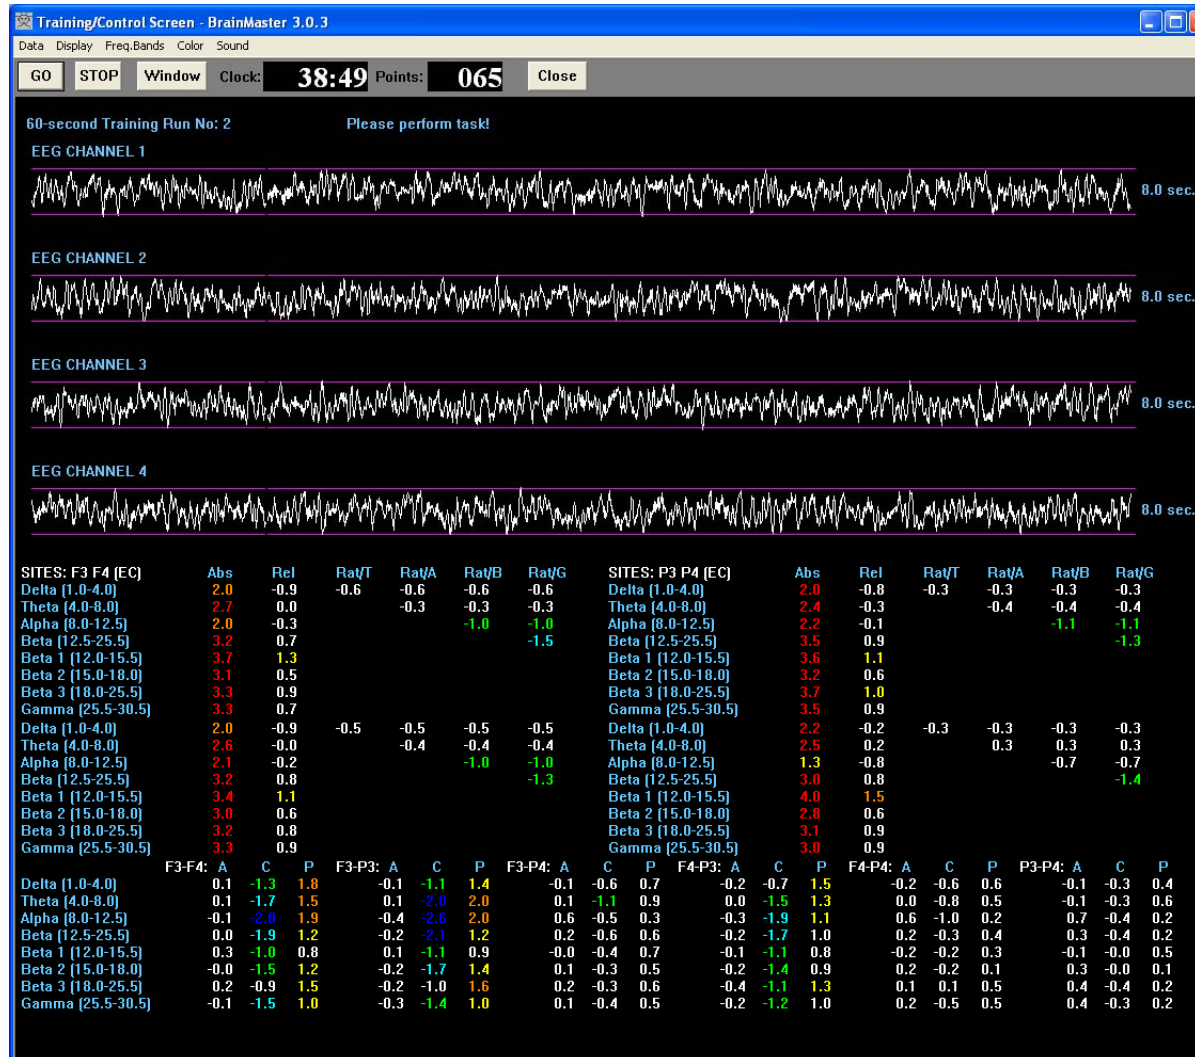 Training/Control Screen - BrainMaster 3.0.3
Data Display Freq.Bands Color Sound
GO STOP Window Clock: 38:49 Points: 065 Close
60-second Training Run No: 2 Please perform task!
EEG CHANNEL 1
8.0 sec.
EEG CHANNEL 2
8.0 sec.
EEG CHANNEL 3
8.0 sec.
EEG CHANNEL 4
8.0 sec.
SITES: F3 F4 (EC) Abs Rel Rat/T Rat/A Rat/B Rat/G SITES: P3 P4 (EC) Abs Rel Rat/T Rat/A Rat/B Rat/G
Delta (1.0-4.0) 2.0 -0.9 -0.6 -0.6 -0.6 -0.6 Delta (1.0-4.0) 2.0 -0.8 -0.3 -0.3 -0.3 -0.3
Theta (4.0-8.0) 2.7 0.0 -0.3 -0.3 -0.3 Theta (4.0-8.0) 2.4 -0.3 -0.4 -0.4 -0.4
Alpha (8.0-12.5) 2.0 -0.3 -1.0 -1.0 Alpha (8.0-12.5) 2.2 -0.1 -1.1 -1.1
Beta (12.5-25.5) 3.2 0.7 -1.5 Beta (12.5-25.5) 3.5 0.9 -1.3
Beta 1 (12.0-15.5) 3.7 1.3 Beta 1 (12.0-15.5) 3.6 1.1
Beta 2 (15.0-18.0) 3.1 0.5 Beta 2 (15.0-18.0) 3.2 0.6
Beta 3 (18.0-25.5) 3.3 0.9 Beta 3 (18.0-25.5) 3.7 1.0
Gamma (25.5-30.5) 3.3 0.7 Gamma (25.5-30.5) 3.5 0.9
Delta (1.0-4.0) 2.0 -0.9 -0.5 -0.5 -0.5 -0.5 Delta (1.0-4.0) 2.2 -0.2 -0.3 -0.3 -0.3 -0.3
Theta (4.0-8.0) 2.6 -0.0 -0.4 -0.4 -0.4 Theta (4.0-8.0) 2.5 0.2 0.3 0.3 0.3
Alpha (8.0-12.5) 2.1 -0.2 -1.0 -1.0 Alpha (8.0-12.5) 1.3 -0.8 -0.7 -0.7
Beta (12.5-25.5) 3.2 0.8 -1.3 Beta (12.5-25.5) 3.0 0.8 -1.4
Beta 1 (12.0-15.5) 3.4 1.1 Beta 1 (12.0-15.5) 4.0 1.5
Beta 2 (15.0-18.0) 3.0 0.6 Beta 2 (15.0-18.0) 2.8 0.6
Beta 3 (18.0-25.5) 3.2 0.8 Beta 3 (18.0-25.5) 3.1 0.9
Gamma (25.5-30.5) 3.3 0.9 Gamma (25.5-30.5) 3.0 0.9
F3-F4: A C P F3-P3: A C P F3-P4: A C P F4-P3: A C P F4-P4: A C P P3-P4: A C P
Delta (1.0-4.0) 0.1 -1.3 1.8 -0.1 -1.1 1.4 -0.1 -0.6 0.7 -0.2 -0.7 1.5 -0.2 -0.6 0.6 -0.1 -0.3 0.4
Theta (4.0-8.0) 0.1 -1.7 1.5 0.1 -2.0 2.0 0.1 -1.1 0.9 0.0 -1.5 1.3 0.0 -0.8 0.5 -0.1 -0.3 0.6
Alpha (8.0-12.5) -0.1 -2.0 1.9 -0.4 -2.6 2.0 0.6 -0.5 0.3 -0.3 -1.9 1.1 0.6 -1.0 0.2 0.7 -0.4 0.2
Beta (12.5-25.5) 0.0 -1.9 1.2 -0.2 -2.1 1.2 0.2 -0.6 0.6 -0.2 -1.7 1.0 0.2 -0.3 0.4 0.3 -0.4 0.2
Beta 1 (12.0-15.5) 0.3 -1.0 0.8 0.1 -1.1 0.9 -0.0 -0.4 0.7 -0.1 -1.1 0.8 -0.2 -0.2 0.3 -0.1 -0.0 0.5
Beta 2 (15.0-18.0) -0.0 -1.5 1.2 -0.2 -1.7 1.4 0.1 -0.3 0.5 -0.2 -1.4 0.9 0.2 -0.2 0.1 0.3 -0.0 0.1
Beta 3 (18.0-25.5) 0.2 -0.9 1.5 -0.2 -1.0 1.6 0.2 -0.3 0.6 -0.4 -1.1 1.3 0.1 0.1 0.5 0.4 -0.4 0.2
Gamma (25.5-30.5) -0.1 -1.5 1.0 -0.3 -1.4 1.0 0.1 -0.4 0.5 -0.2 -1.2 1.0 0.2 -0.5 0.5 0.4 -0.3 0.2